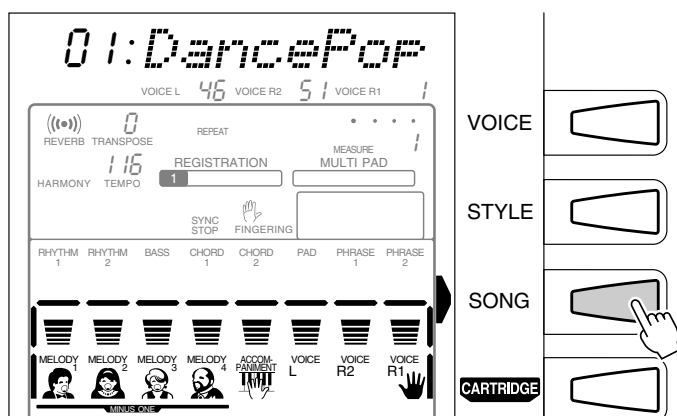 01:DancePop
VOICE L 46 VOICE R2 51 VOICE R1 1
REVERB 0 TRANSPOSE REPEAT MEASURE 1
HARMONY 116 TEMPO REGISTRATION 1 MULTI PAD
SYNC STOP FINGERING
RHYTHM 1 RHYTHM 2 BASS CHORD 1 CHORD 2 PAD PHRASE 1 PHRASE 2
MELODY 1 MELODY 2 MELODY 3 MELODY 4 ACCOM-PANIMENT VOICE L VOICE R2 VOICE R1
MINUS ONE
VOICE
STYLE
SONG
CARTRIDGE